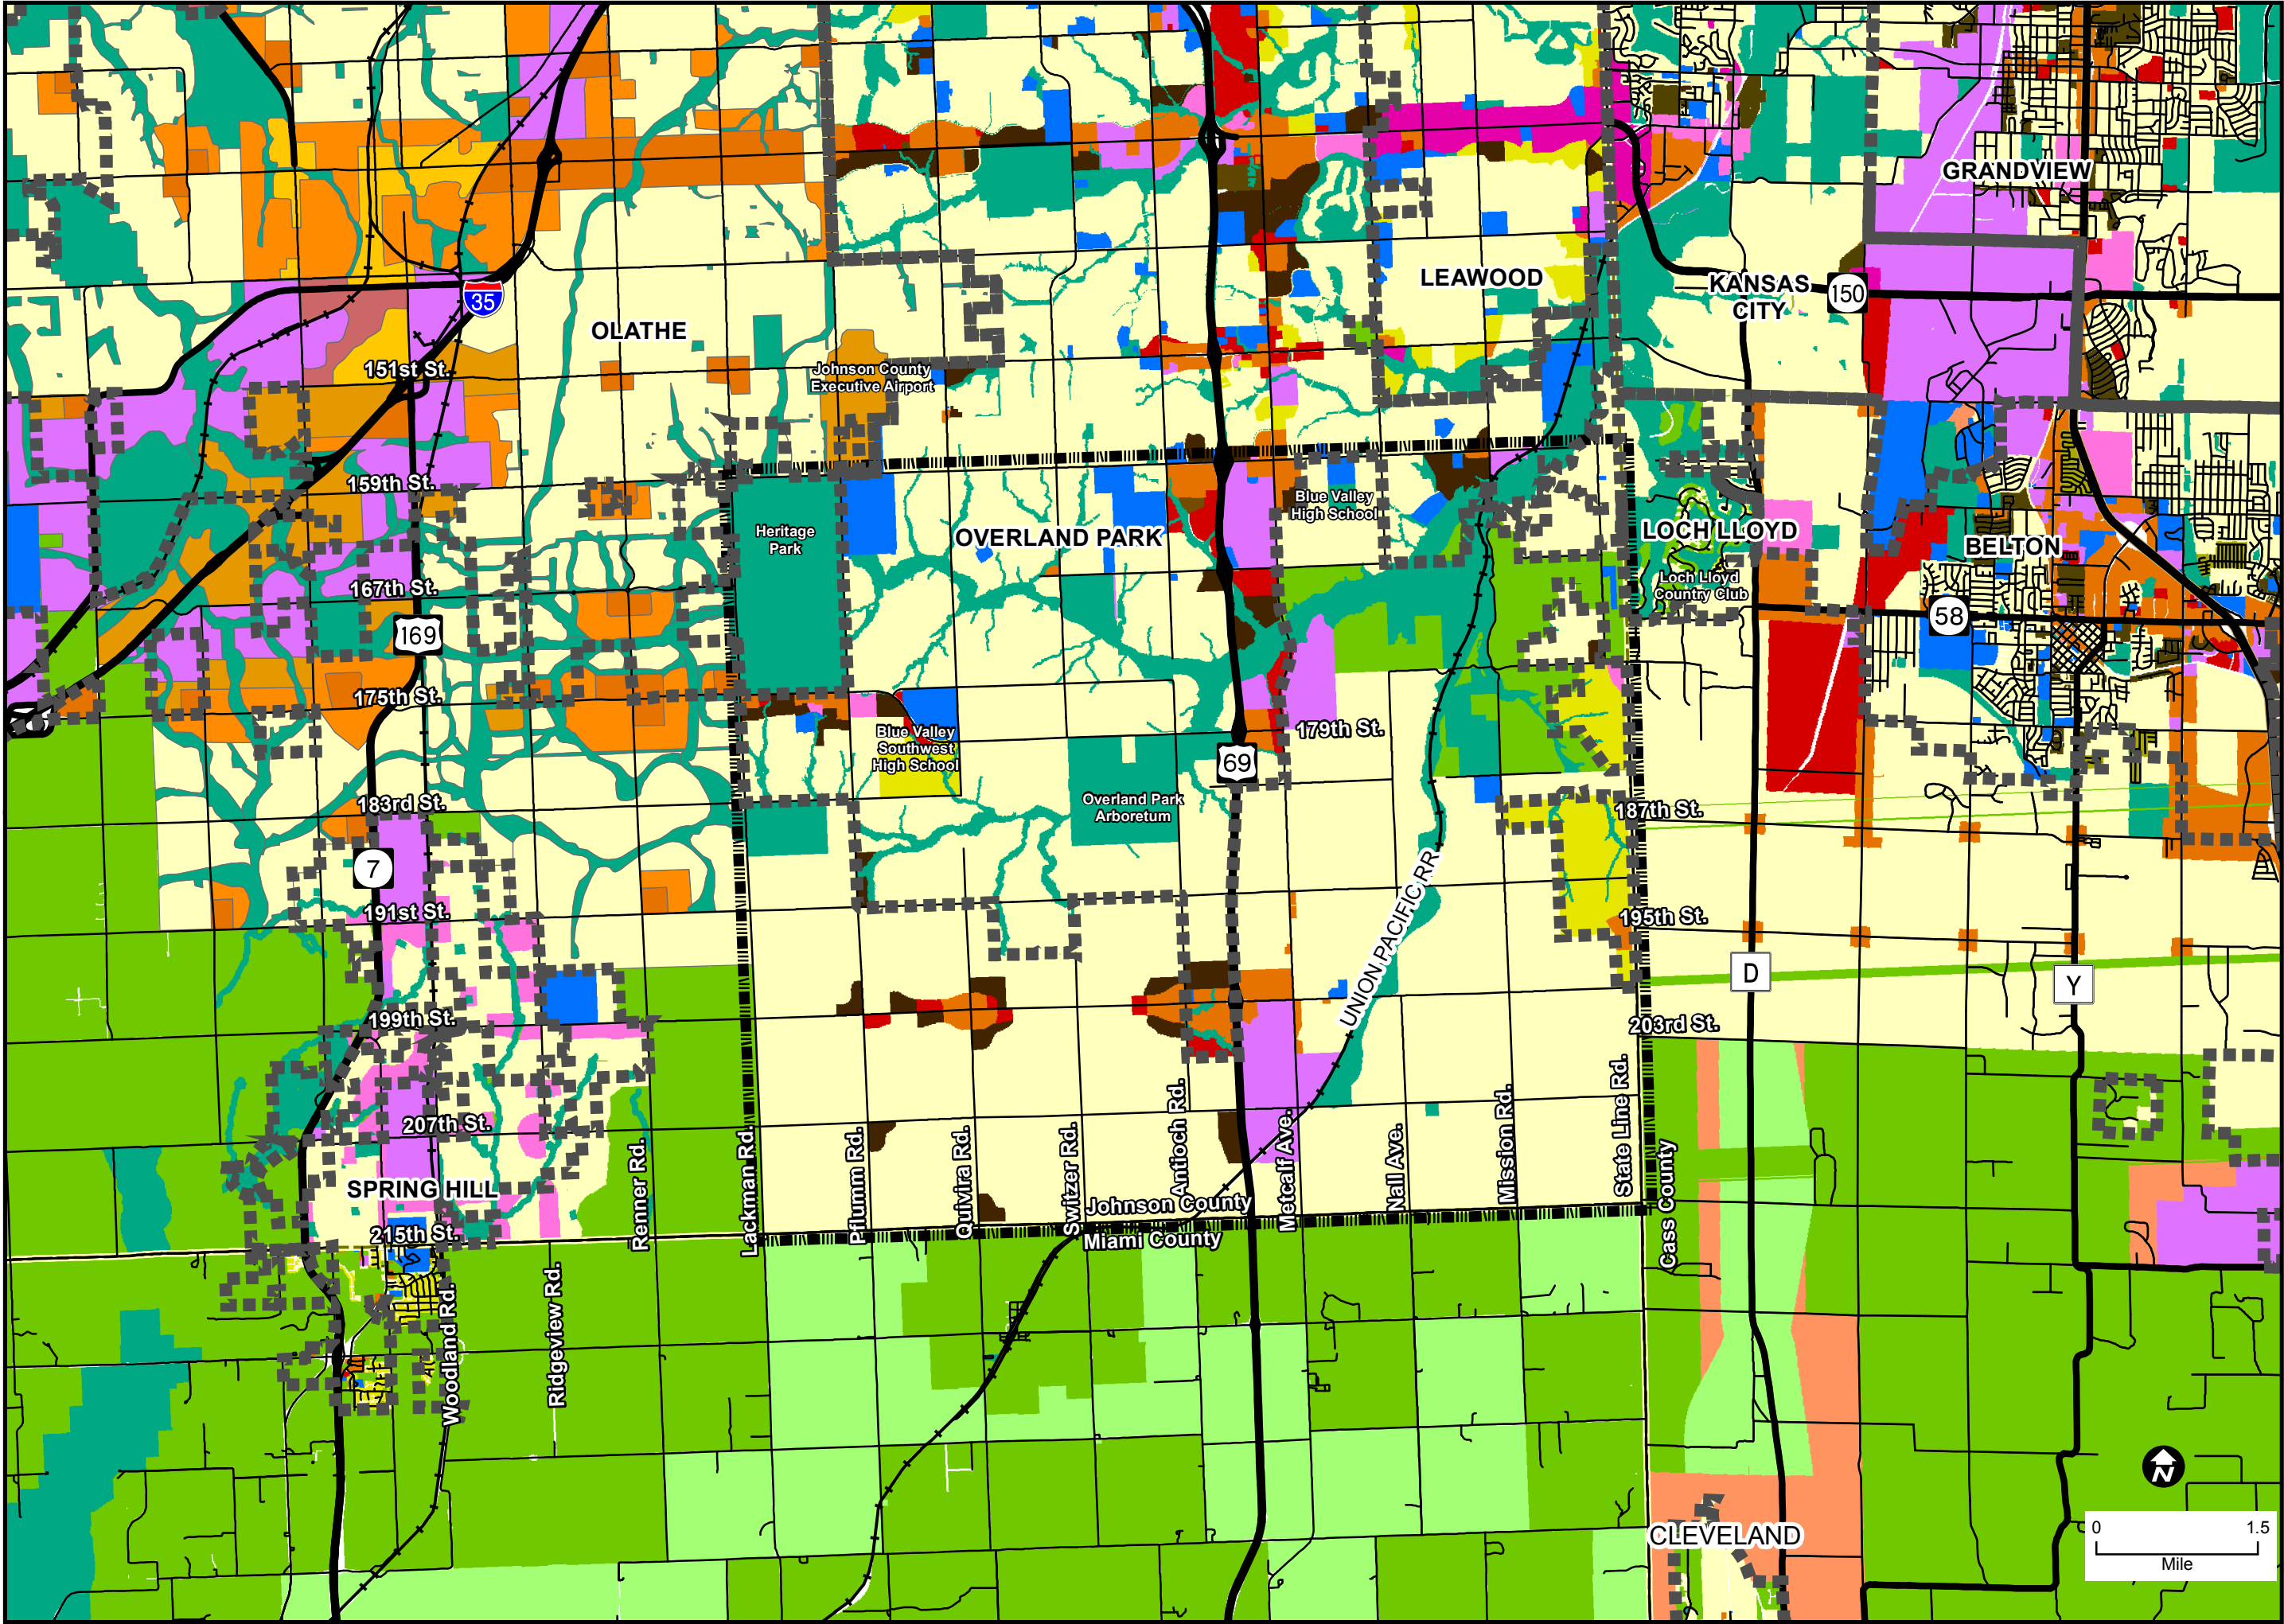 GRANDVIEW
LEAWOOD
KANSAS
CITY
150
35
OLATHE
151st St.
Johnson County
Executive Airport
159th St.
Blue Valley
High School
Heritage
Park
OVERLAND PARK
LOCH LLOYD
BELTON
Loch Lloyd
Country Club
167th St.
58
169
175th St.
Blue Valley
Southwest
High School
179th St.
69
183rd St.
Overland Park
Arboretum
187th St.
7
191st St.
195th St.
UNION PACIFIC RR
D
Y
199th St.
203rd St.
207th St.
SPRING HILL
215th St.
Woodland Rd.
Ridgeview Rd.
Renner Rd.
Lackman Rd.
Pflumm Rd.
Quivira Rd.
Switzer Rd.
Antioch Rd.
Metcalf Ave.
Nall Ave.
Mission Rd.
State Line Rd.
Cass County
Johnson County
Miami County
CLEVELAND
N
0 1.5
Mile